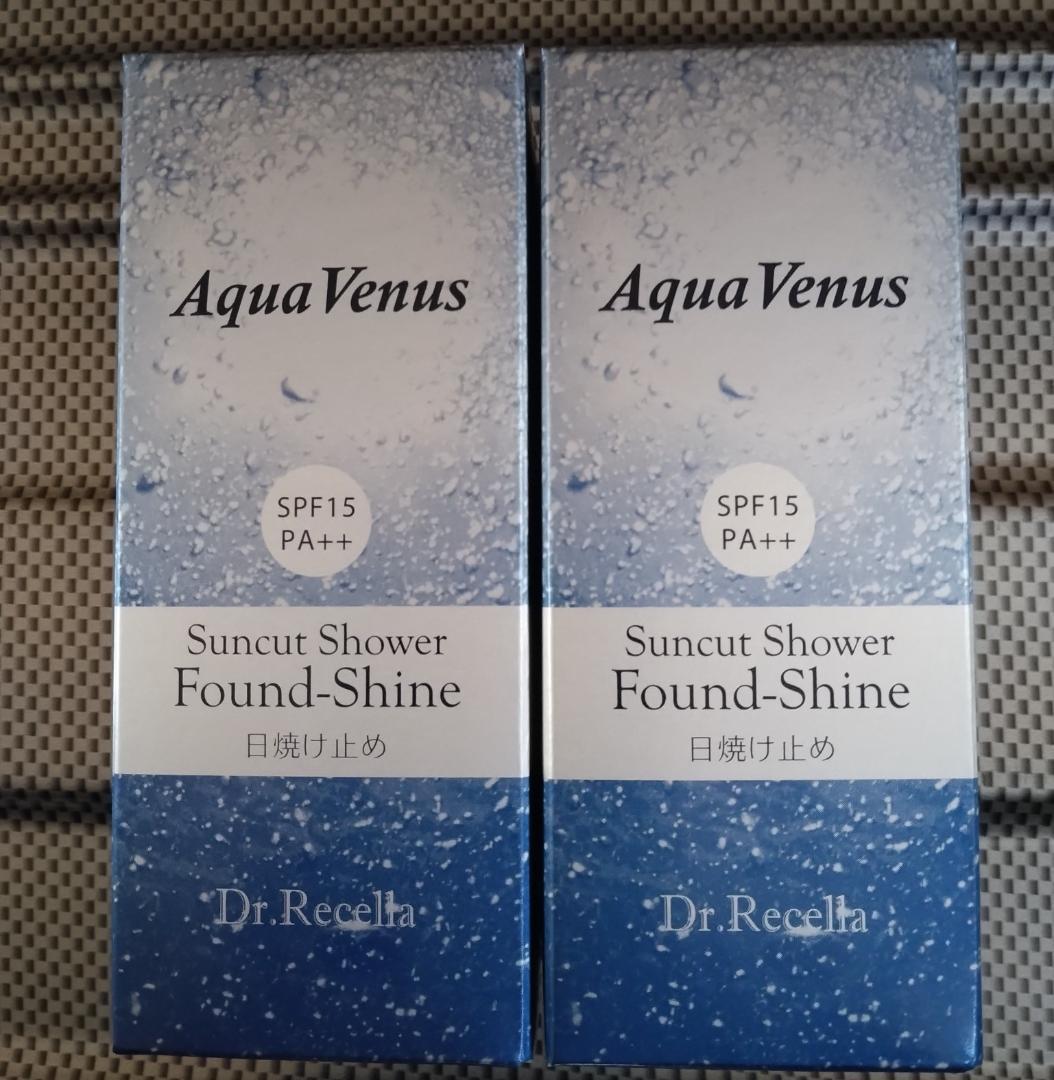 Aqua Venus
SPF15
PA++
Suncut Shower
Found-Shine
日焼け止め
Dr.Recella
Aqua Venus
SPF15
PA++
Suncut Shower
Found-Shine
日焼け止め
Dr.Recella